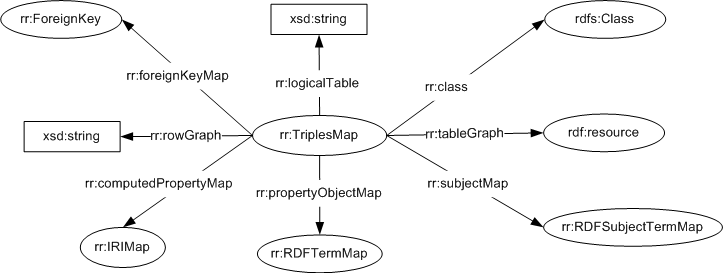 rr:ForeignKey
xsd:string
rdfs:Class
rr:foreignKeyMap
rr:logicalTable
rr:class
xsd:string
rr:rowGraph
rr:TriplesMap
rr:tableGraph
rdf:resource
rr:computedPropertyMap
rr:propertyObjectMap
rr:subjectMap
rr:IRIMap
rr:RDFTermMap
rr:RDFSubjectTermMap